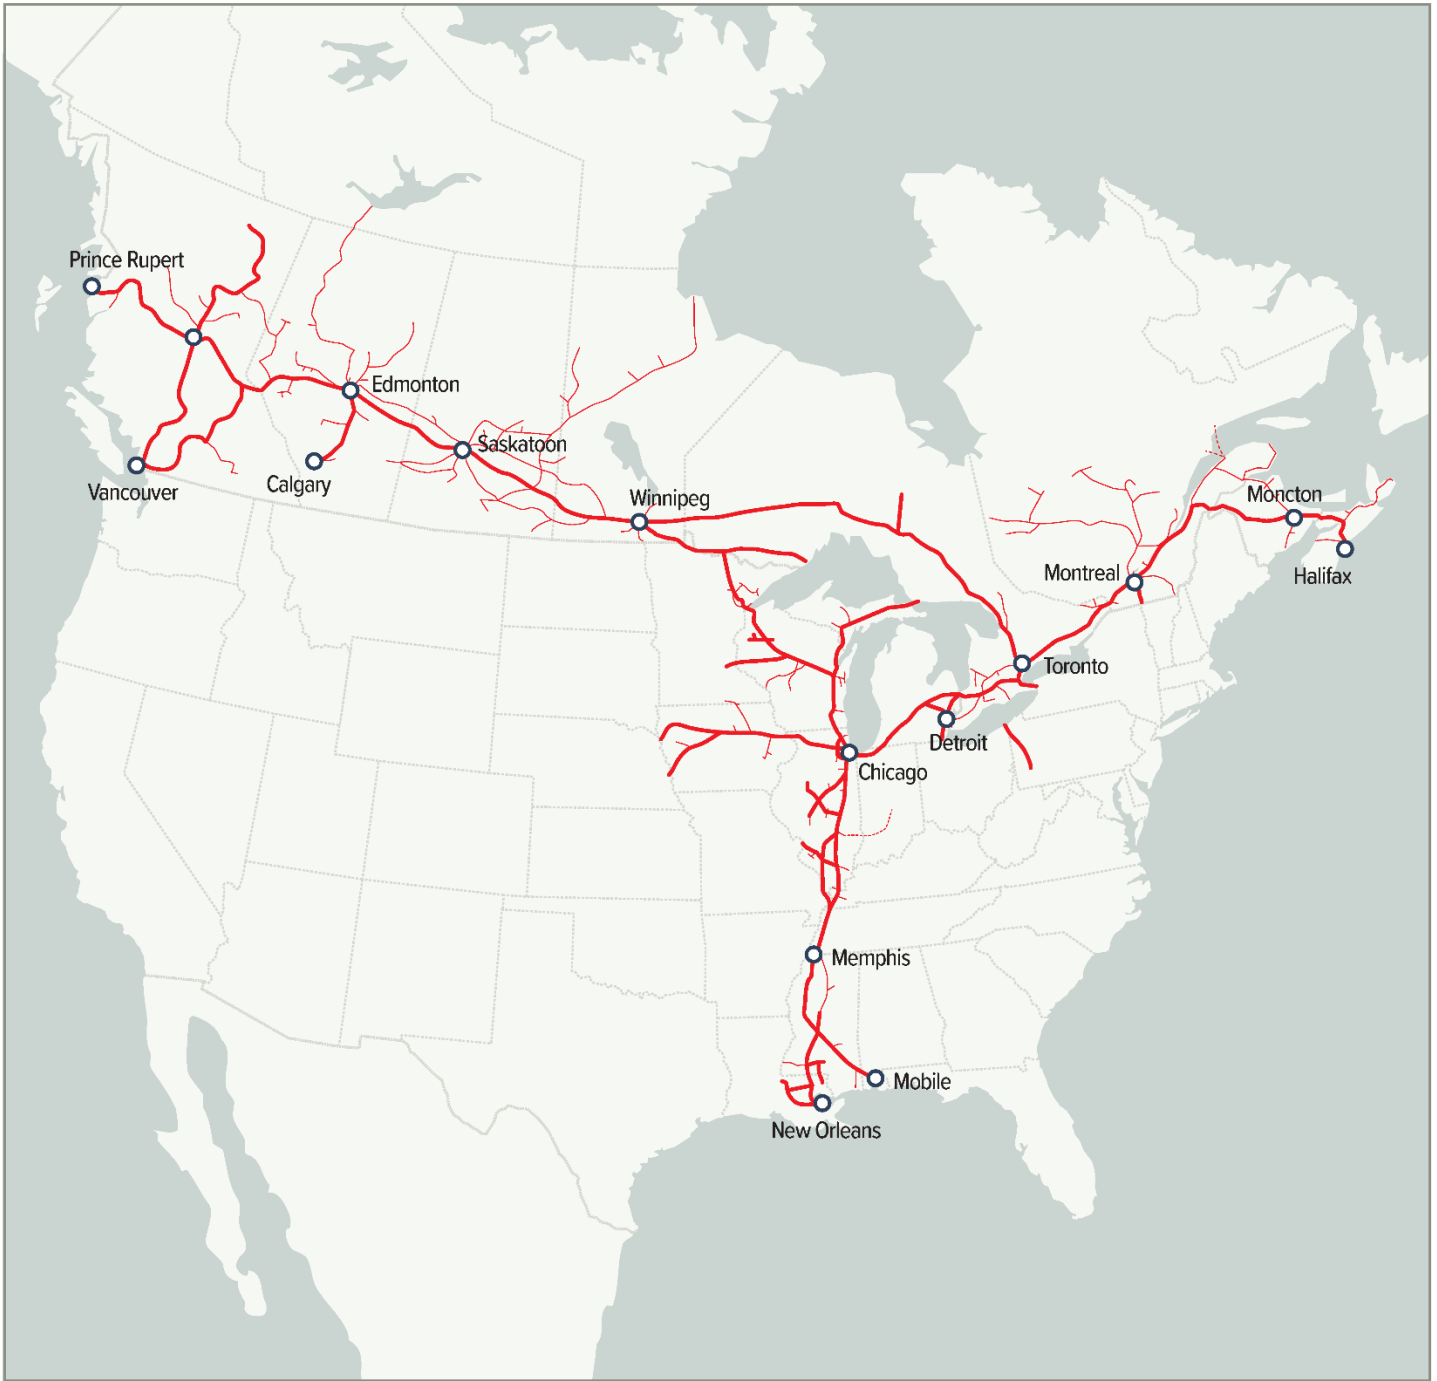 Prince Rupert
Edmonton
Saskatoon
Calgary
Vancouver
Winnipeg
Moncton
Halifax
Montreal
Toronto
Detroit
Chicago
Memphis
Mobile
New Orleans